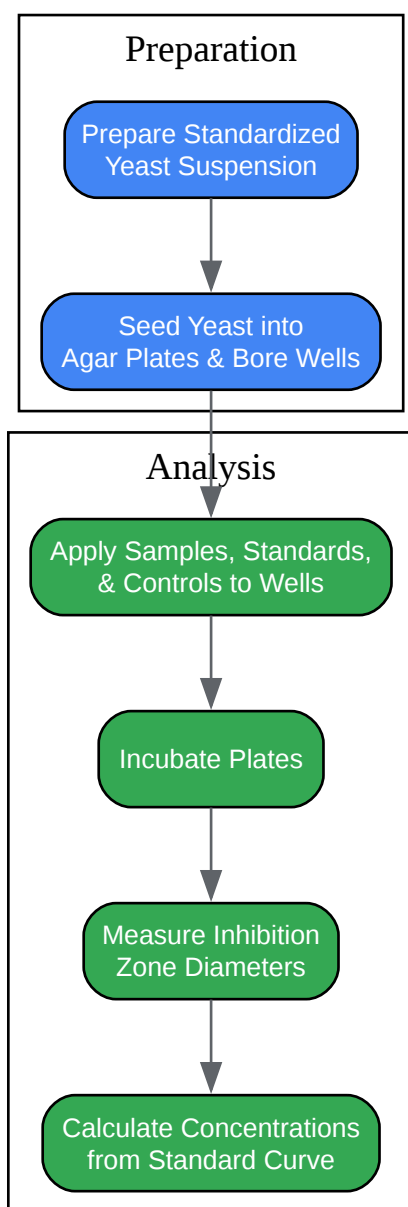 Preparation
Prepare Standardized
Yeast Suspension
Seed Yeast into
Agar Plates & Bore Wells
Analysis
Apply Samples, Standards,
& Controls to Wells
Incubate Plates
Measure Inhibition
Zone Diameters
Calculate Concentrations
from Standard Curve